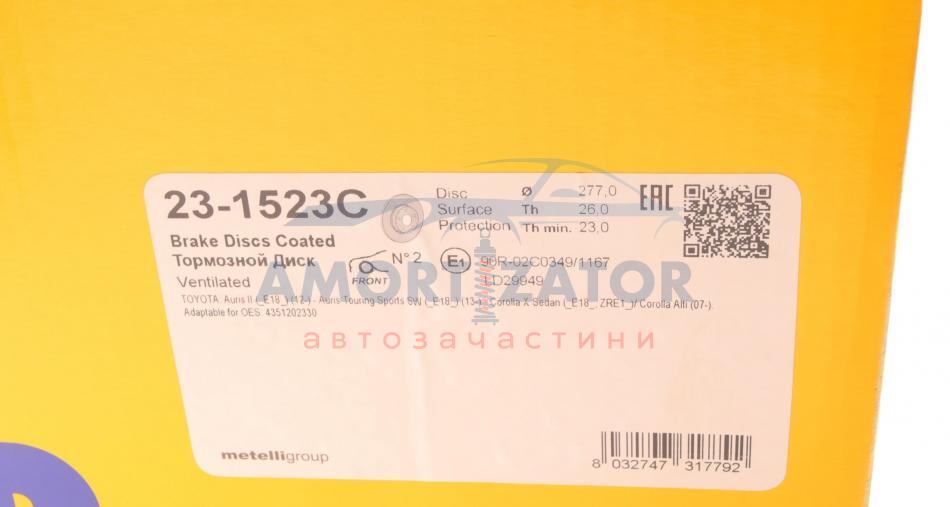 23-1523C
Disc Ø 277,0
Surface Th 26,0
Protection Th min. 23,0
EAC
Brake Discs Coated
Тормозной Диск
Ventilated
FRONT
N°2
E1
90R-02C0349/1167
LD29949
AMORTIZATOR
TOYOTA: Auris II (_E18_) (12-) - Auris Touring Sports SW (_E18_) (13-) - Corolla X Sedan (_E18_, ZRE1_)/ Corolla Alti (07-).
Adaptable for OES: 4351202330
автозапчастини
metelligroup
8 032747 317792